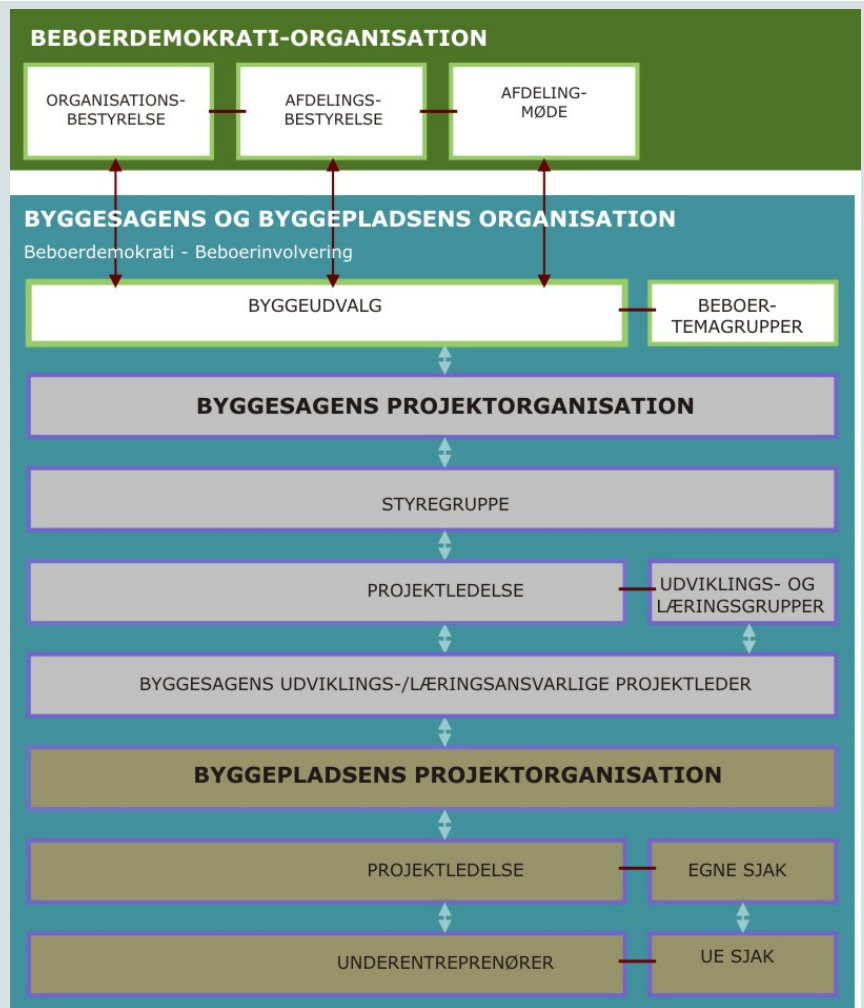 BEBOERDEMOKRATI-ORGANISATION
ORGANISATIONS-
BESTYRELSE
AFDELINGS-
BESTYRELSE
AFDELING-
MØDE
BYGGESAGENS OG BYGGEPLADSENS ORGANISATION
Beboerdemokrati - Beboerinvolvering
BYGGEUDVALG
BEBOER-
TEMAGRUPPER
BYGGESAGENS PROJEKTORGANISATION
STYREGRUPPE
PROJEKTLEDELSE
UDVIKLINGS- OG
LÆRINGSGRUPPER
BYGGESAGENS UDVIKLINGS-/LÆRINGSANSVARLIGE PROJEKTLEDER
BYGGEPLADSENS PROJEKTORGANISATION
PROJEKTLEDELSE
EGNE SJAK
UNDERENTREPRENØRER
UE SJAK